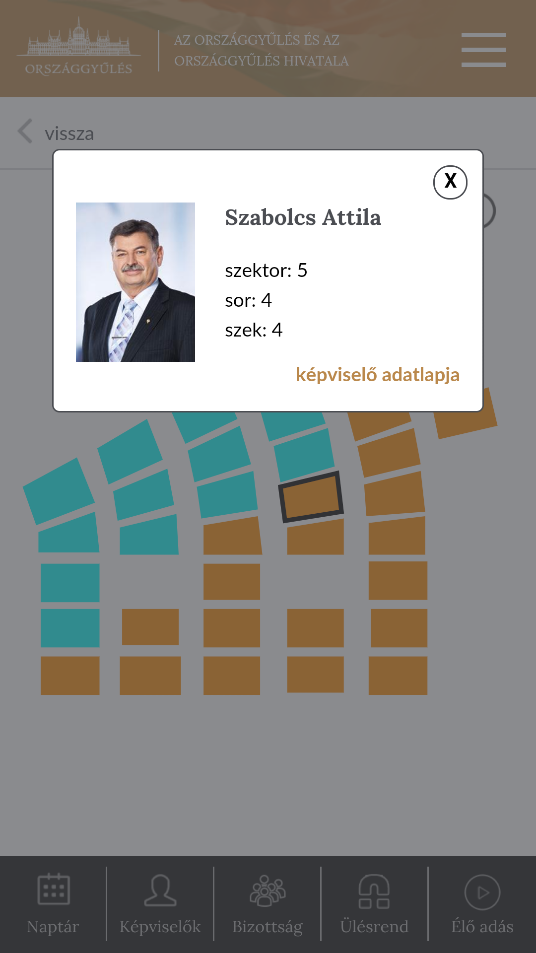 ORSZÁGGYŰLÉS
AZ ORSZÁGGYŰLÉS ÉS AZ
ORSZÁGGYŰLÉS HIVATALA
vissza
X
Szabolcs Attila
szektor: 5
sor: 4
szek: 4
képviselő adatlapja
Naptár
Képviselők
Bizottság
Ülésrend
Élő adás